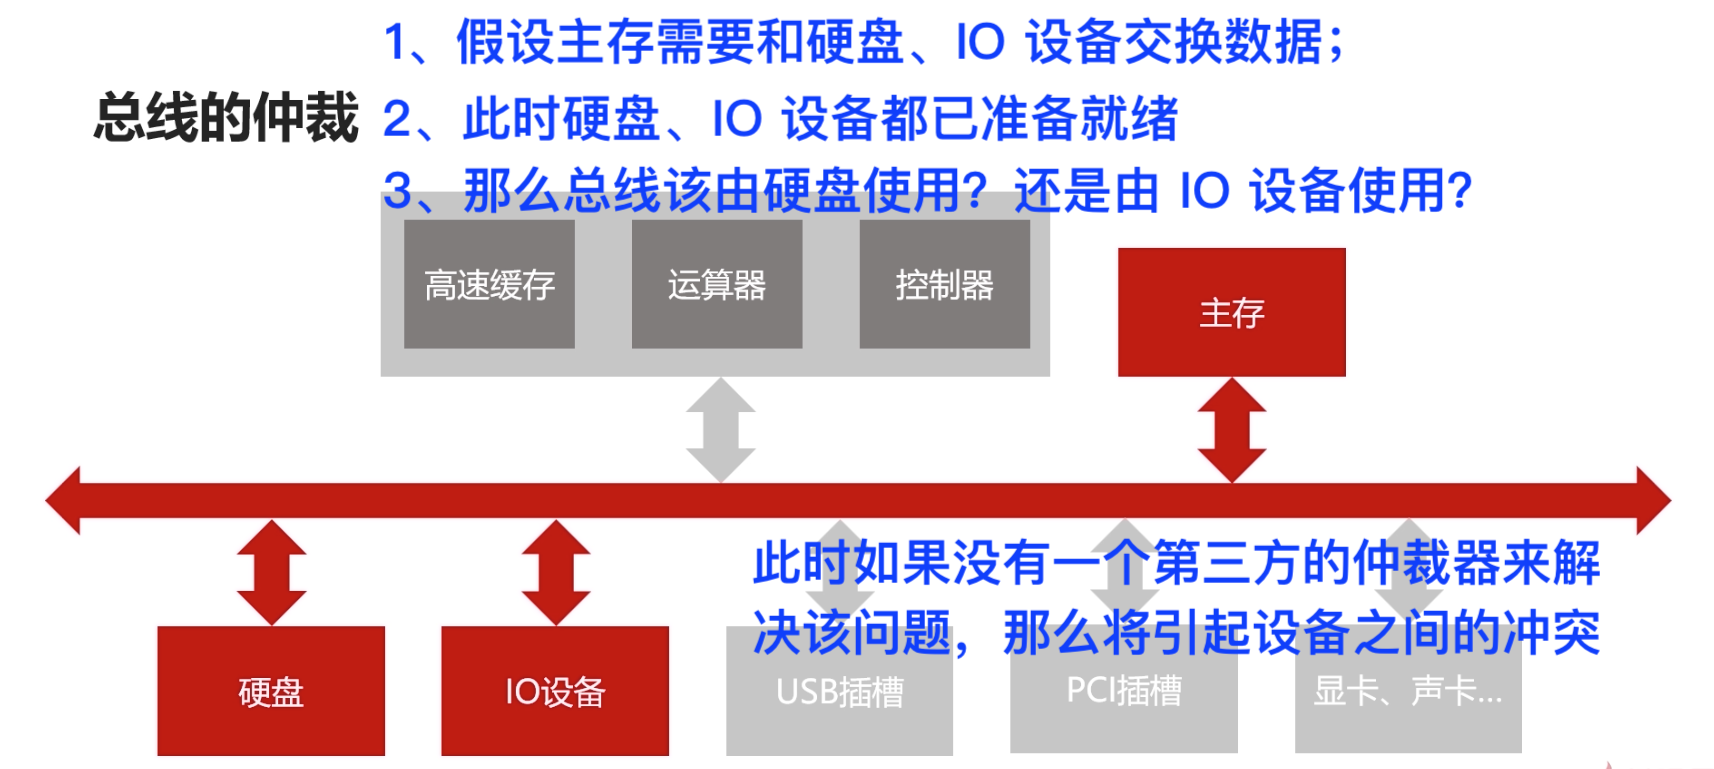 1、假设主存需要和硬盘、IO 设备交换数据；
总线的仲裁
2、此时硬盘、IO 设备都已准备就绪
3、那么总线该由硬盘使用？还是由 IO 设备使用？
高速缓存
运算器
控制器
主存
此时如果没有一个第三方的仲裁器来解
决该问题，那么将引起设备之间的冲突
硬盘
IO设备
USB插槽
PCI插槽
显卡、声卡...